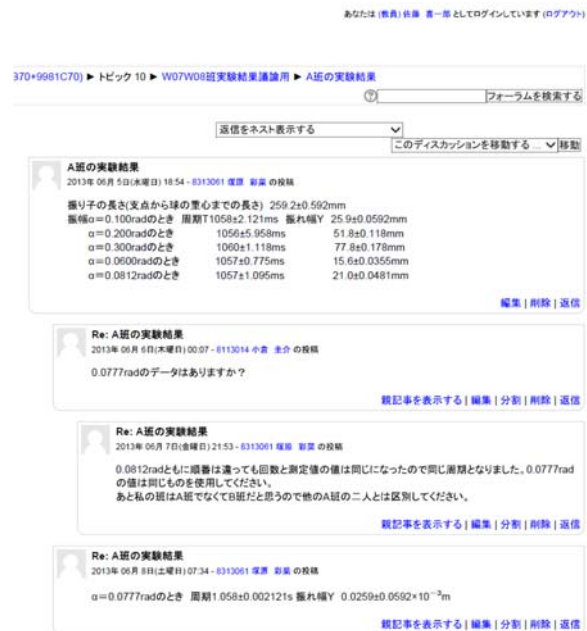 あなたは (教員) 佐藤 喜一郎 としてログインしています (ログアウト)
370+9981C70) ► トピック 10 ► W07W08班実験結果議論用 ► A班の実験結果
フォーラムを検索する
返信をネスト表示する
このディスカッションを移動する ... 移動
A班の実験結果
2013年 06月 5日(水曜日) 18:54 - 8313061 塚原 彩菜 の投稿
振り子の長さ(支点から球の重心までの長さ) 259.2±0.592mm
振幅α=0.100radのとき 周期T1058±2.121ms 振れ幅Y 25.9±0.0592mm
α=0.200radのとき 1056±5.958ms 51.8±0.118mm
α=0.300radのとき 1060±1.118ms 77.8±0.178mm
α=0.0600radのとき 1057±0.775ms 15.6±0.0355mm
α=0.0812radのとき 1057±1.095ms 21.0±0.0481mm
編集 | 削除 | 返信
Re: A班の実験結果
2013年 06月 6日(木曜日) 00:07 - 8113014 小倉 圭介 の投稿
0.0777radのデータはありますか?
親記事を表示する | 編集 | 分割 | 削除 | 返信
Re: A班の実験結果
2013年 06月 7日(金曜日) 21:53 - 8313061 塚原 彩菜 の投稿
0.0812radともに順番は違っても回数と測定値の値は同じになったので同じ周期となりました。0.0777rad
の値は同じものを使用してください。
あと私の班はA班でなくてB班だと思うので他のA班の二人とは区別してください。
親記事を表示する | 編集 | 分割 | 削除 | 返信
Re: A班の実験結果
2013年 06月 8日(土曜日) 07:34 - 8313061 塚原 彩菜 の投稿
α=0.0777radのとき 周期1.058±0.002121s 振れ幅Y 0.0259±0.0592×10⁻³m
親記事を表示する | 編集 | 分割 | 削除 | 返信